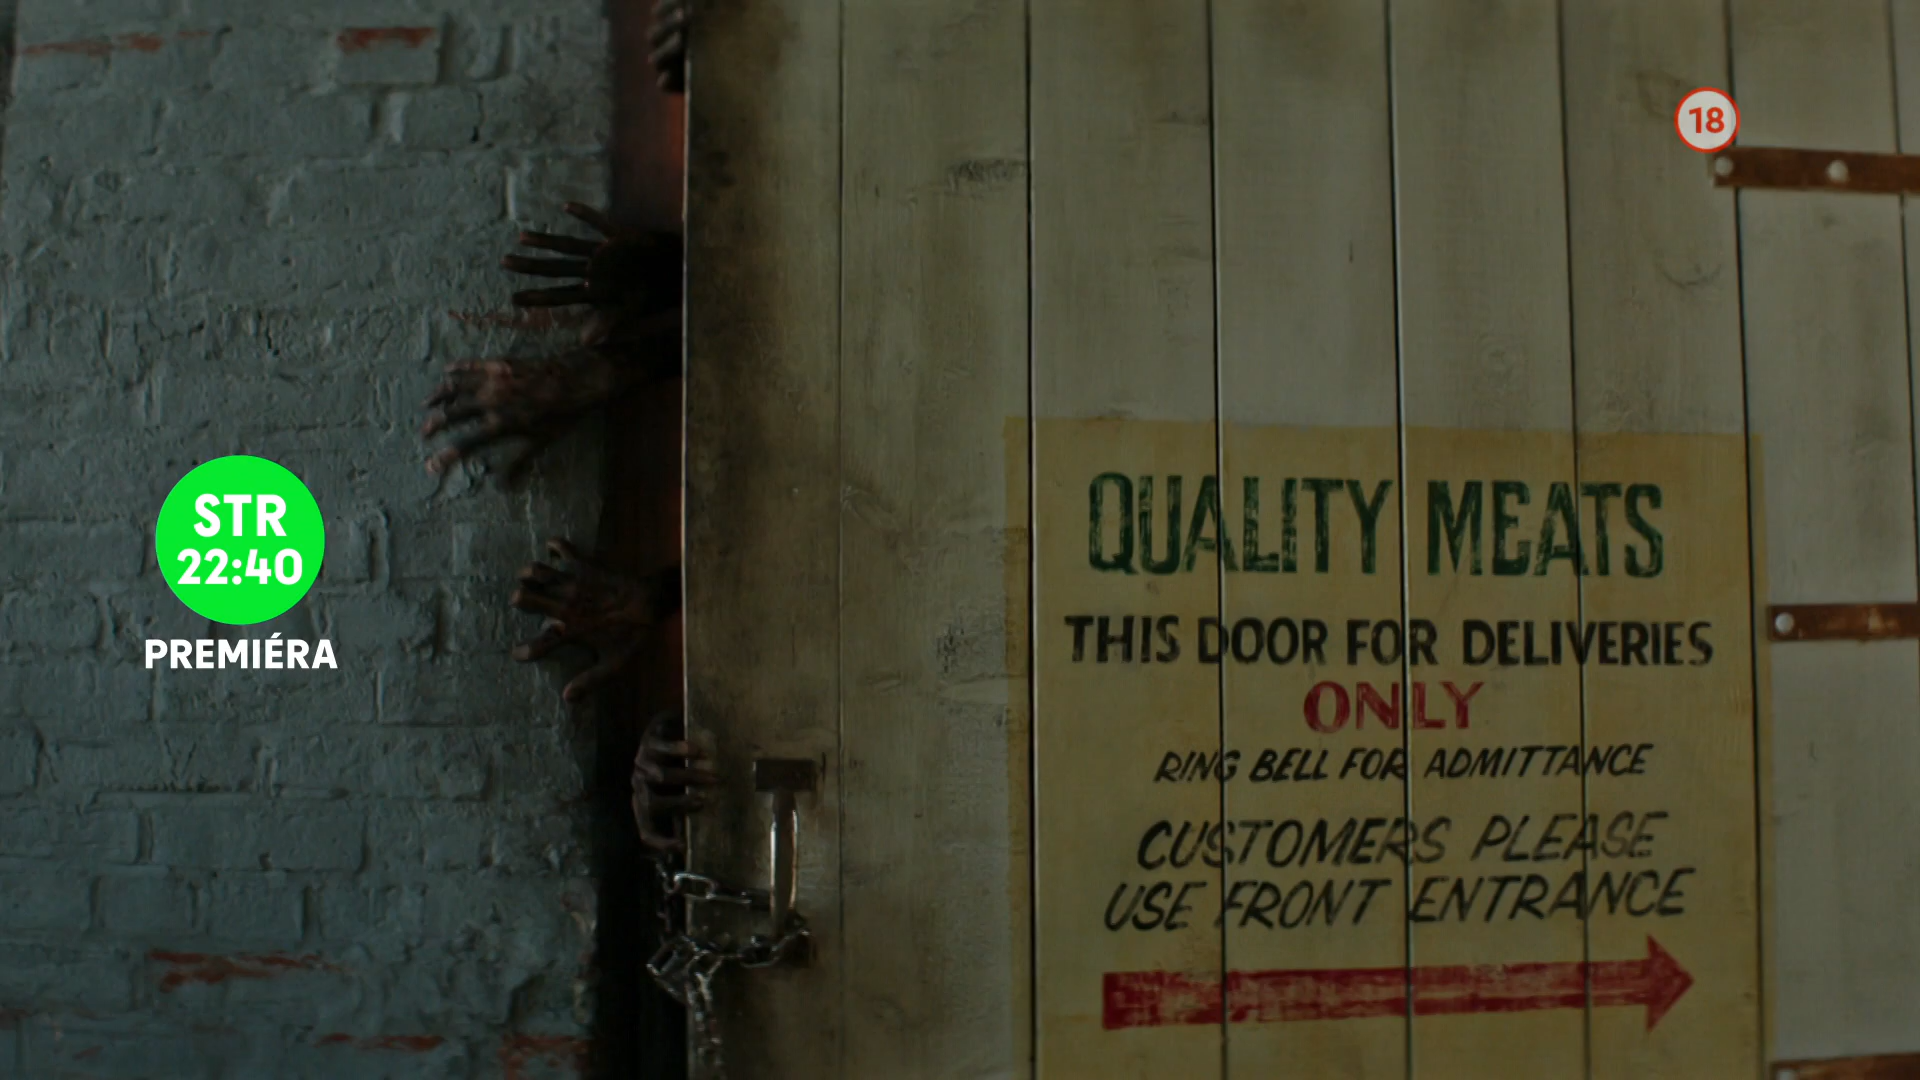 18
STR
22:40
PREMIÉRA
QUALITY MEATS
THIS DOOR FOR DELIVERIES
ONLY
RING BELL FOR ADMITTANCE
CUSTOMERS PLEASE
USE FRONT ENTRANCE